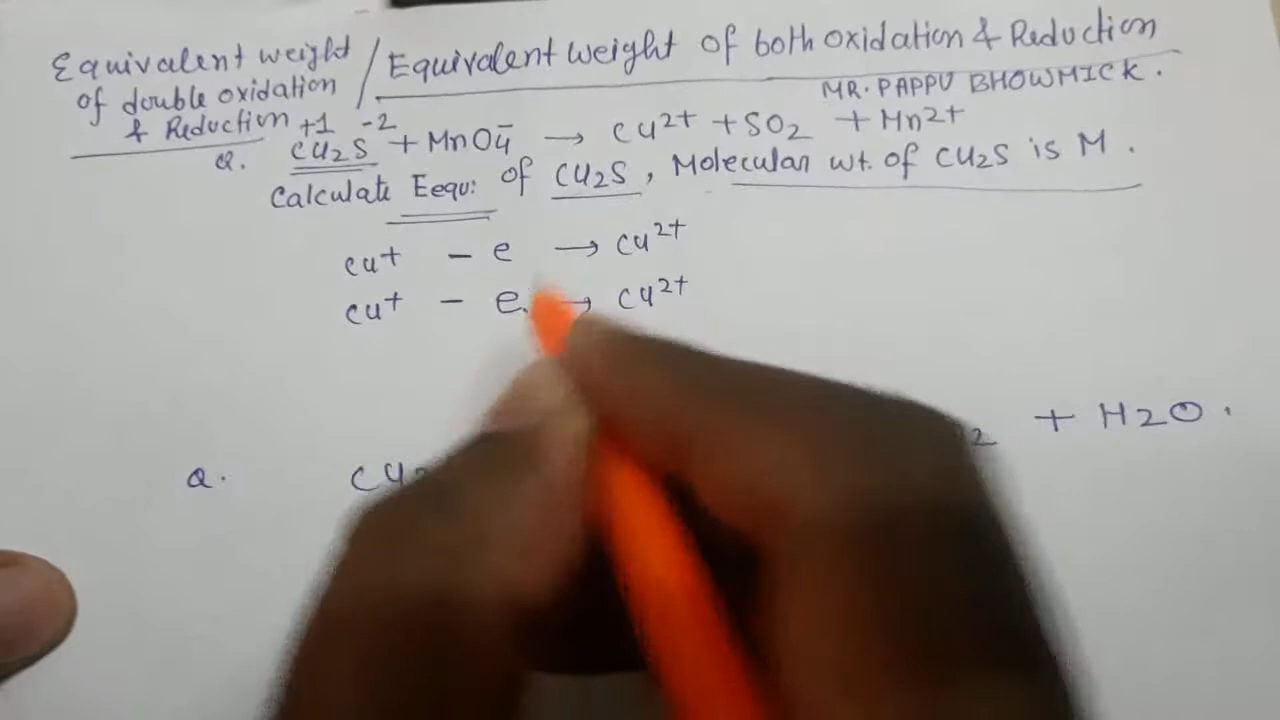 Equivalent weight of double oxidation & Reduction / Equivalent weight of both oxidation & Reduction
MR. PAPPU BHOWMICK.
+1 -2
Q. CU2S + MnO4- → Cu2+ + SO2 + Mn2+
Calculate Eequ: of CU2S, Molecular wt. of CU2S is M.
Cu+ - e → Cu2+
Cu+ - e. → Cu2+
Q. + H2O.